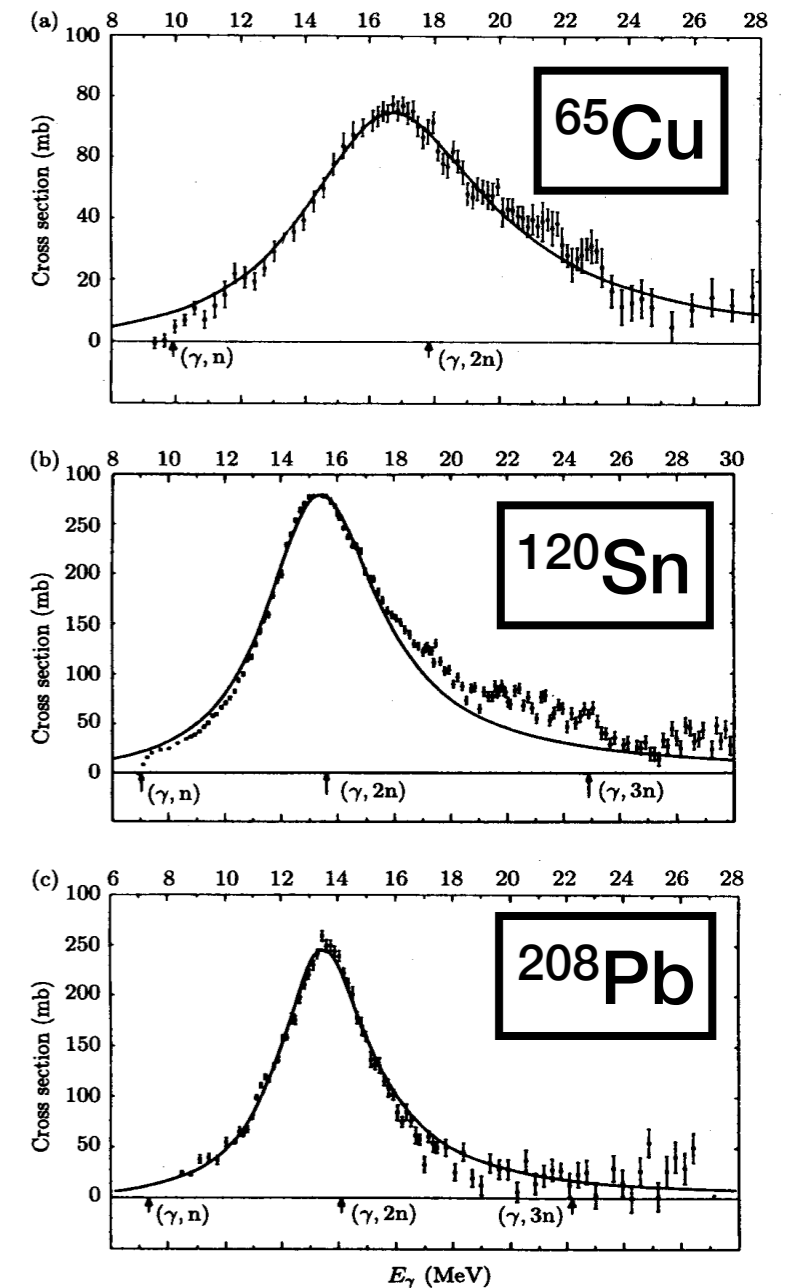 (a) 8 10 12 14 16 18 20 22 24 26 28
100
80
⁶⁵Cu
80
Cross section (mb)
40
20
0
(γ, n) (γ, 2n)
(b) 8 10 12 14 16 18 20 22 24 26 28 30
100
250
¹²⁰Sn
200
150
Cross section (mb)
100
50
0
(γ, n) (γ, 2n) (γ, 3n)
(c) 6 8 10 12 14 16 18 20 22 24 26 28
100
250
²⁰⁸Pb
200
150
Cross section (mb)
100
50
0
(γ, n) (γ, 2n) (γ, 3n)
Eγ (MeV)